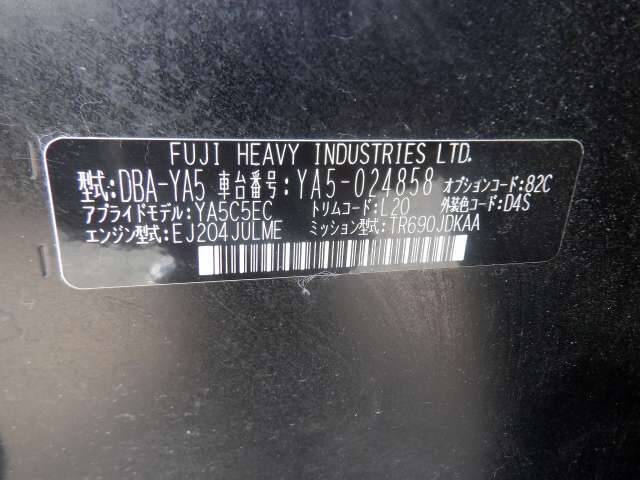 FUJI HEAVY INDUSTRIES LTD.
型式:DBA-YA5 車台番号:YA5-024858 オプションコード:82C
アプライドモデル:YA5C5EC トリムコード:L20 外装色コード:D4S
エンジン型式:EJ204JULME ミッション型式:TR690JDKAA